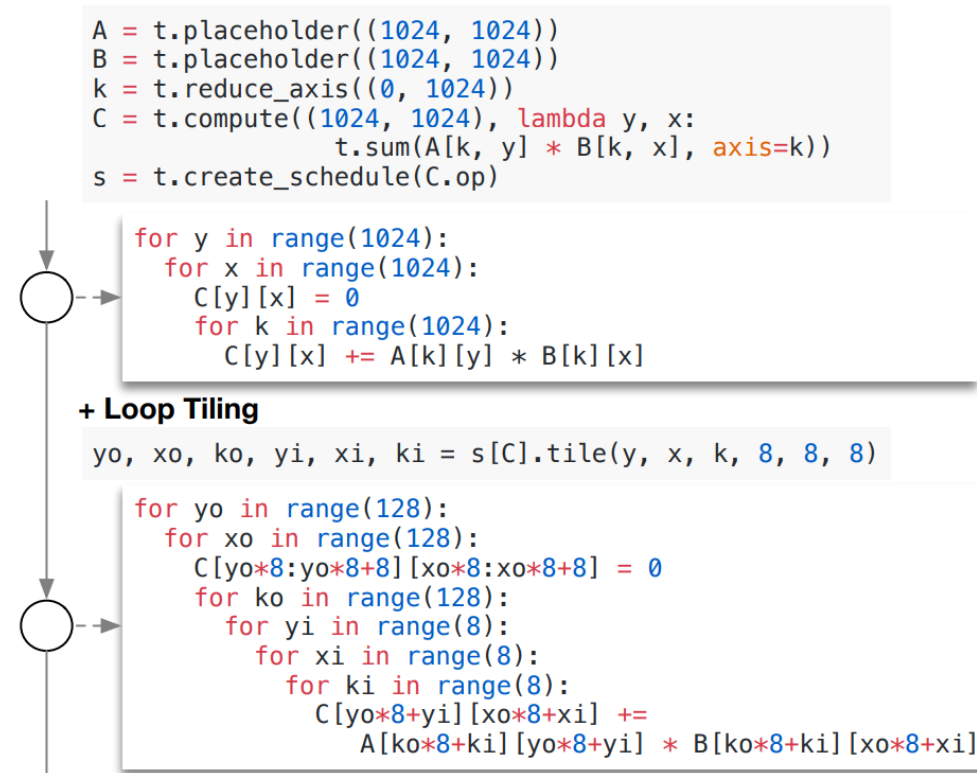 A = t.placeholder((1024, 1024))
B = t.placeholder((1024, 1024))
k = t.reduce_axis((0, 1024))
C = t.compute((1024, 1024), lambda y, x:
                t.sum(A[k, y] * B[k, x], axis=k))
s = t.create_schedule(C.op)
for y in range(1024):
  for x in range(1024):
    C[y][x] = 0
    for k in range(1024):
      C[y][x] += A[k][y] * B[k][x]
+ Loop Tiling
yo, xo, ko, yi, xi, ki = s[C].tile(y, x, k, 8, 8, 8)
for yo in range(128):
  for xo in range(128):
    C[yo*8:yo*8+8][xo*8:xo*8+8] = 0
    for ko in range(128):
      for yi in range(8):
        for xi in range(8):
          for ki in range(8):
            C[yo*8+yi][xo*8+xi] +=
               A[ko*8+ki][yo*8+yi] * B[ko*8+ki][xo*8+xi]